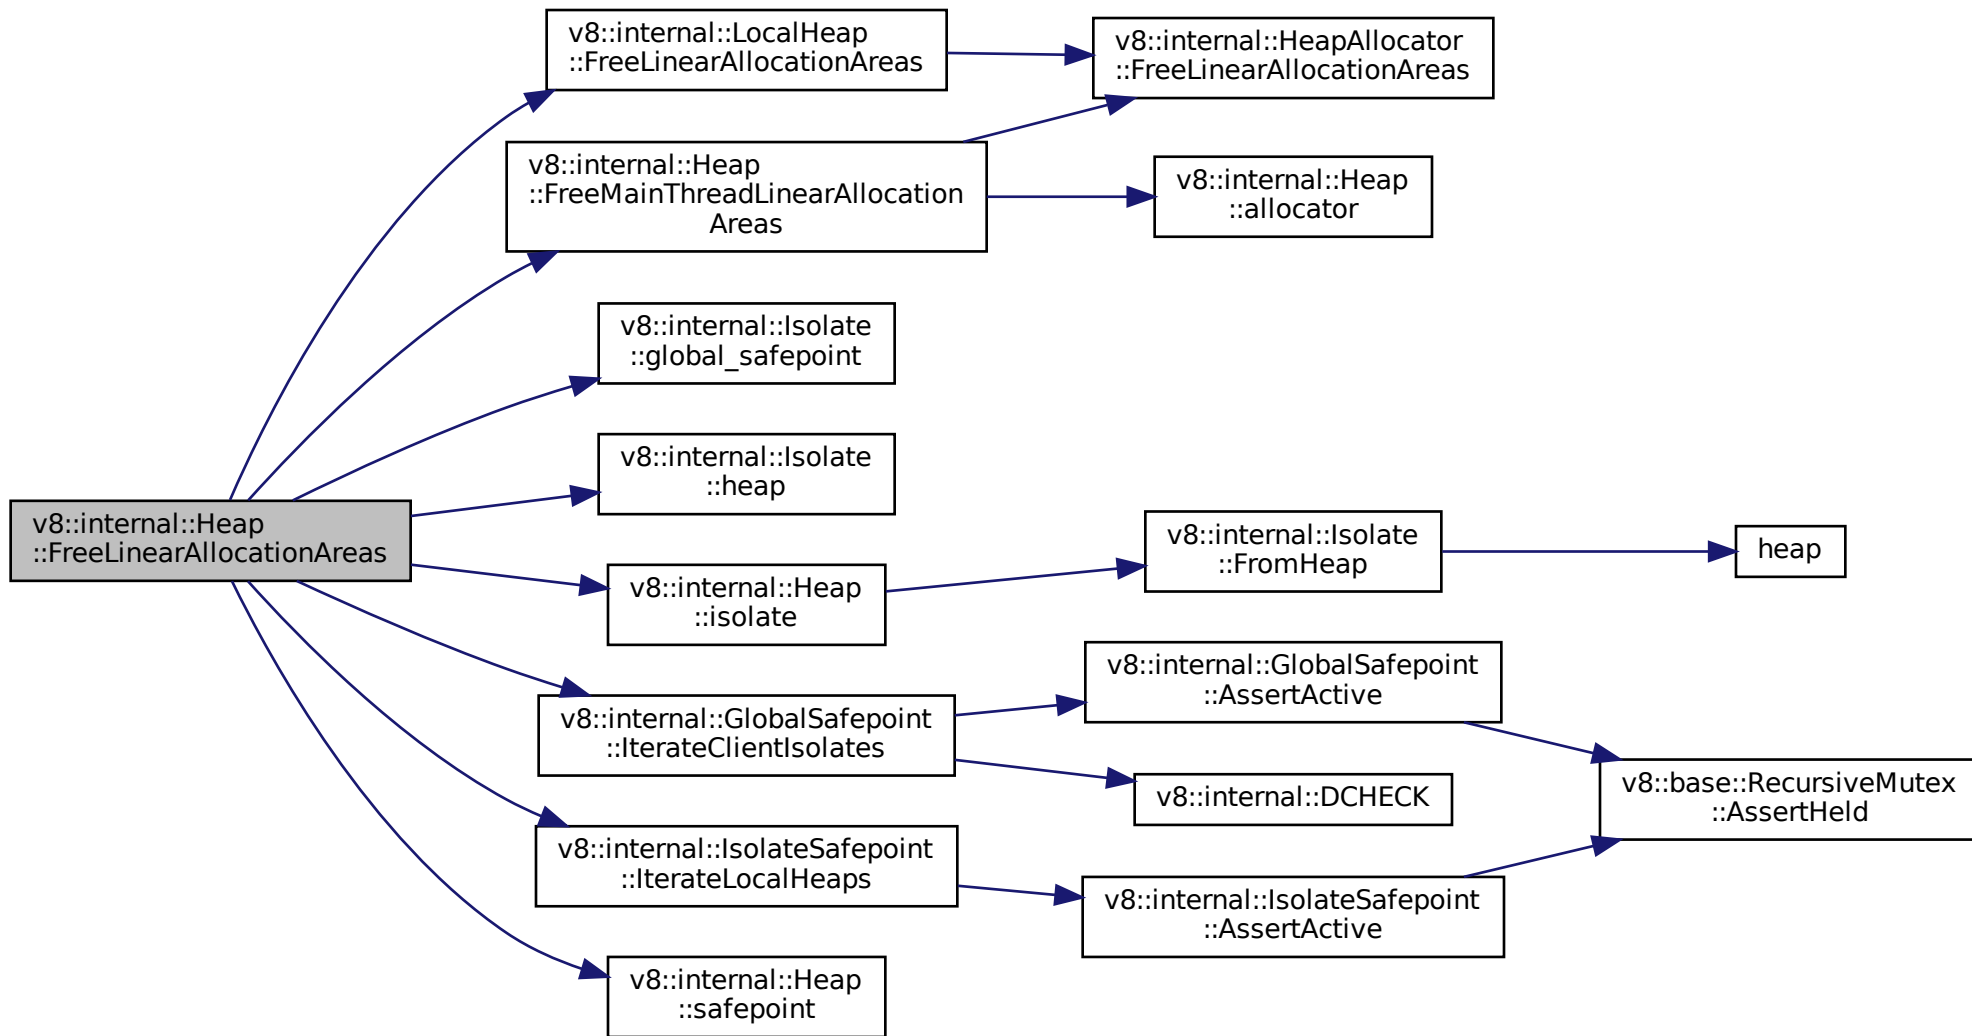 v8::internal::Heap
::FreeLinearAllocationAreas
v8::internal::LocalHeap
::FreeLinearAllocationAreas
v8::internal::HeapAllocator
::FreeLinearAllocationAreas
v8::internal::Heap
::FreeMainThreadLinearAllocation
Areas
v8::internal::Heap
::allocator
v8::internal::Isolate
::global_safepoint
v8::internal::Isolate
::heap
v8::internal::Heap
::isolate
v8::internal::Isolate
::FromHeap
heap
v8::internal::GlobalSafepoint
::IterateClientIsolates
v8::internal::GlobalSafepoint
::AssertActive
v8::internal::DCHECK
v8::base::RecursiveMutex
::AssertHeld
v8::internal::IsolateSafepoint
::IterateLocalHeaps
v8::internal::IsolateSafepoint
::AssertActive
v8::internal::Heap
::safepoint